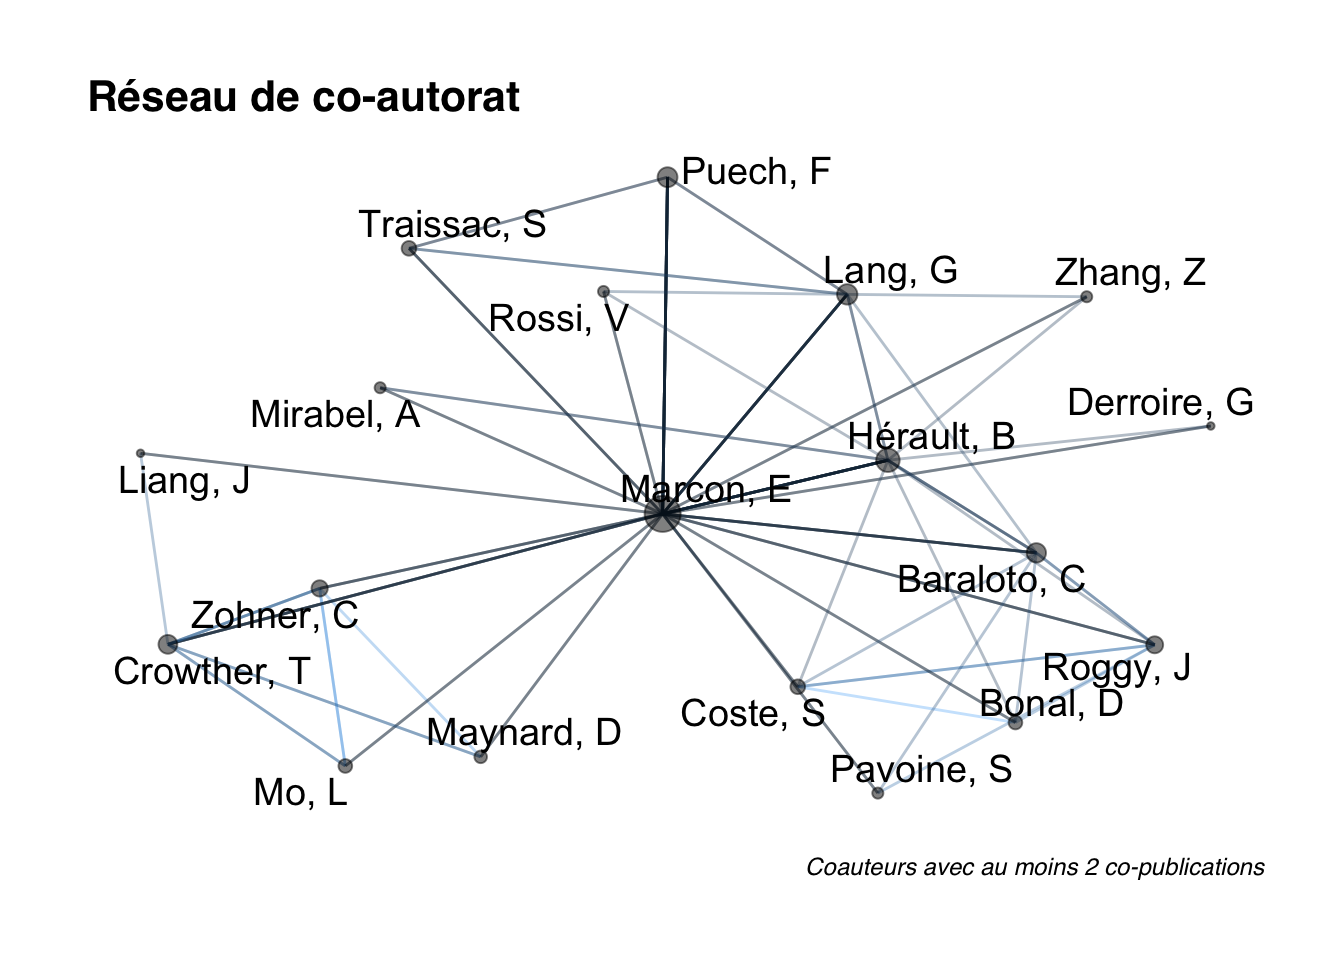 Réseau de co-autorat
Puech, F
Traissac, S
Lang, G
Zhang, Z
Rossi, V
Mirabel, A
Derroire, G
Hérault, B
Liang, J
Marcon, E
Baraloto, C
Zohner, C
Crowther, T
Roggy, J
Bonal, D
Coste, S
Maynard, D
Pavoine, S
Mo, L
Coauteurs avec au moins 2 co-publications